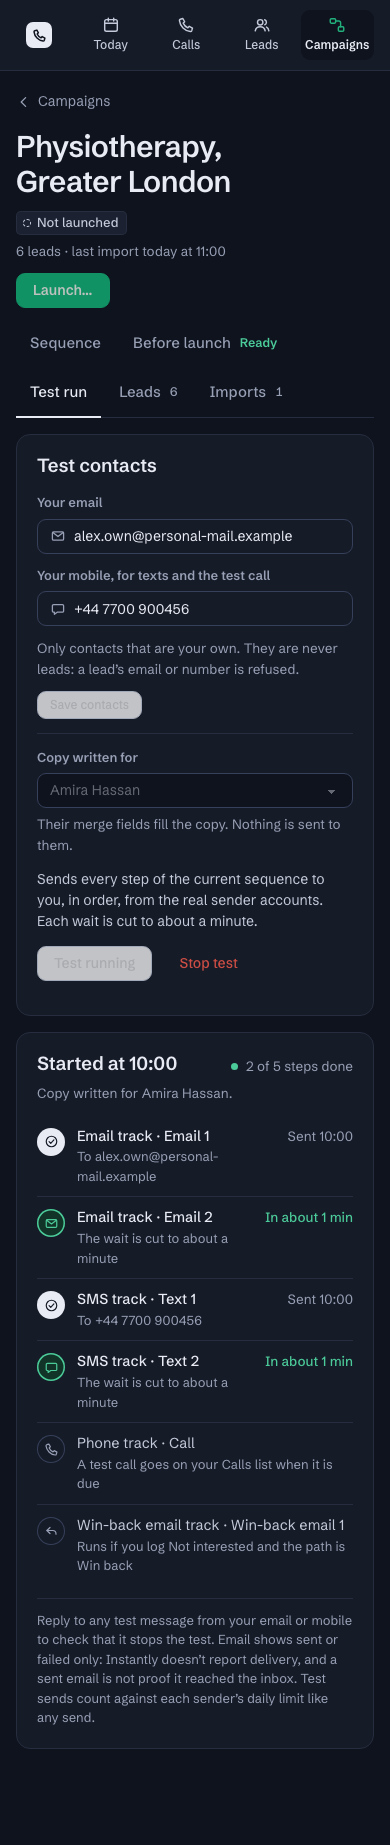 Today
Calls
Leads
Campaigns
Campaigns
Physiotherapy,
Greater London
Not launched
6 leads · last import today at 11:00
Launch...
Sequence
Before launch Ready
Test run
Leads 6
Imports 1
Test contacts
Your email
alex.own@personal-mail.example
Your mobile, for texts and the test call
+44 7700 900456
Only contacts that are your own. They are never
leads: a lead’s email or number is refused.
Save contacts
Copy written for
Amira Hassan
Their merge fields fill the copy. Nothing is sent to
them.
Sends every step of the current sequence to
you, in order, from the real sender accounts.
Each wait is cut to about a minute.
Test running
Stop test
Started at 10:00
2 of 5 steps done
Copy written for Amira Hassan.
Email track · Email 1
Sent 10:00
To alex.own@personal-
mail.example
Email track · Email 2
In about 1 min
The wait is cut to about a
minute
SMS track · Text 1
Sent 10:00
To +44 7700 900456
SMS track · Text 2
In about 1 min
The wait is cut to about a
minute
Phone track · Call
A test call goes on your Calls list when it is
due
Win-back email track · Win-back email 1
Runs if you log Not interested and the path is
Win back
Reply to any test message from your email or mobile
to check that it stops the test. Email shows sent or
failed only: Instantly doesn’t report delivery, and a
sent email is not proof it reached the inbox. Test
sends count against each sender’s daily limit like
any send.